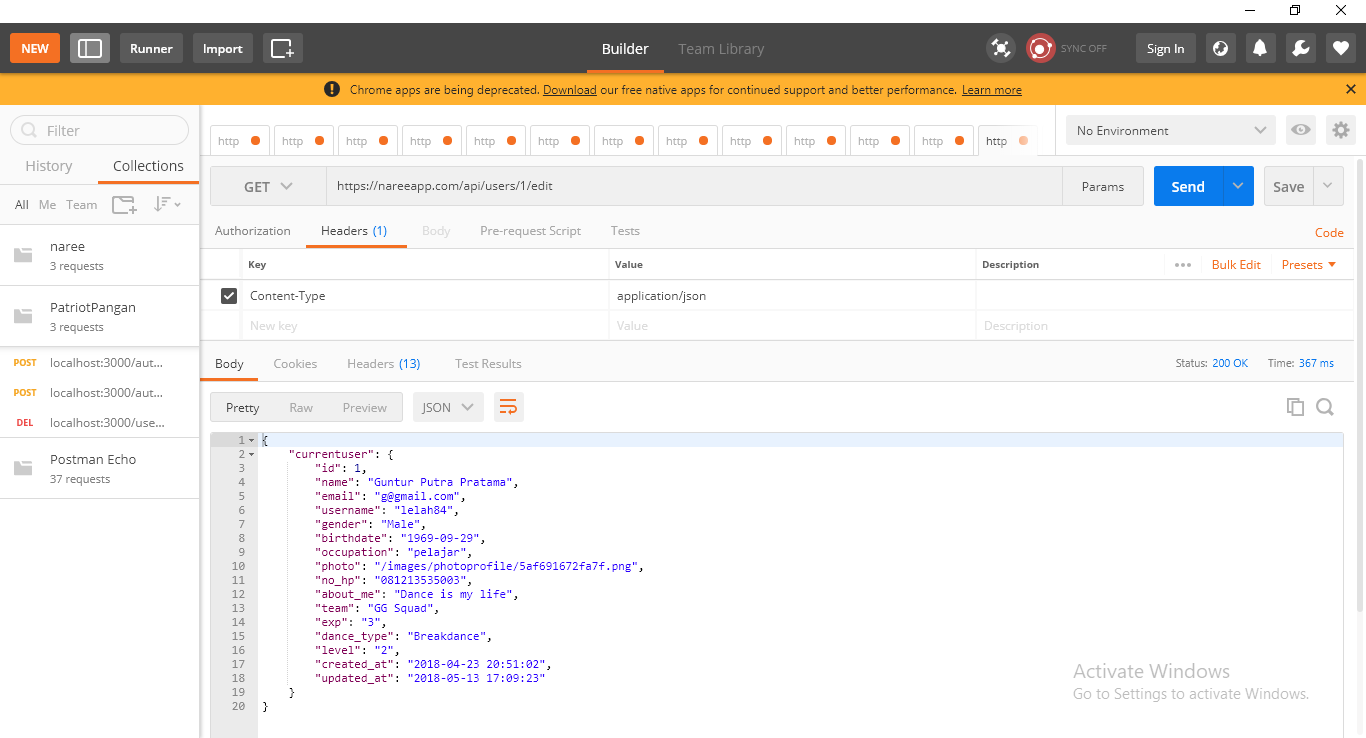 NEW Runner Import Builder Team Library SYNC OFF Sign In
Chrome apps are being deprecated. Download our free native apps for continued support and better performance. Learn more
Filter
History Collections
All Me Team
naree
3 requests
PatriotPangan
3 requests
POST localhost:3000/aut...
POST localhost:3000/aut...
DEL localhost:3000/use...
Postman Echo
37 requests
http http http http http http http http http http http http http
No Environment
GET https://nareeapp.com/api/users/1/edit Params Send Save
Authorization Headers (1) Body Pre-request Script Tests Code
Key Value Description ••• Bulk Edit Presets
Content-Type application/json
New key Value Description
Body Cookies Headers (13) Test Results Status: 200 OK Time: 367 ms
Pretty Raw Preview JSON
1 {
2 "currentuser": {
3 "id": 1,
4 "name": "Guntur Putra Pratama",
5 "email": "g@gmail.com",
6 "username": "lelah84",
7 "gender": "Male",
8 "birthdate": "1969-09-29",
9 "occupation": "pelajar",
10 "photo": "/images/photoprofile/5af691672fa7f.png",
11 "no_hp": "081213535003",
12 "about_me": "Dance is my life",
13 "team": "GG Squad",
14 "exp": "3",
15 "dance_type": "Breakdance",
16 "level": "2",
17 "created_at": "2018-04-23 20:51:02",
18 "updated_at": "2018-05-13 17:09:23"
19 }
20 }
Activate Windows
Go to Settings to activate Windows.